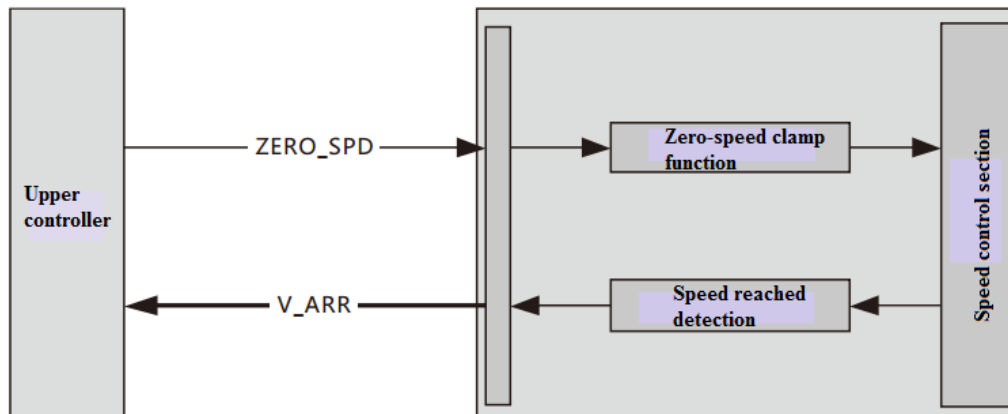 ZERO_SPD
Zero-speed clamp
function
Upper
controller
Speed control section
V_ARR
Speed reached
detection